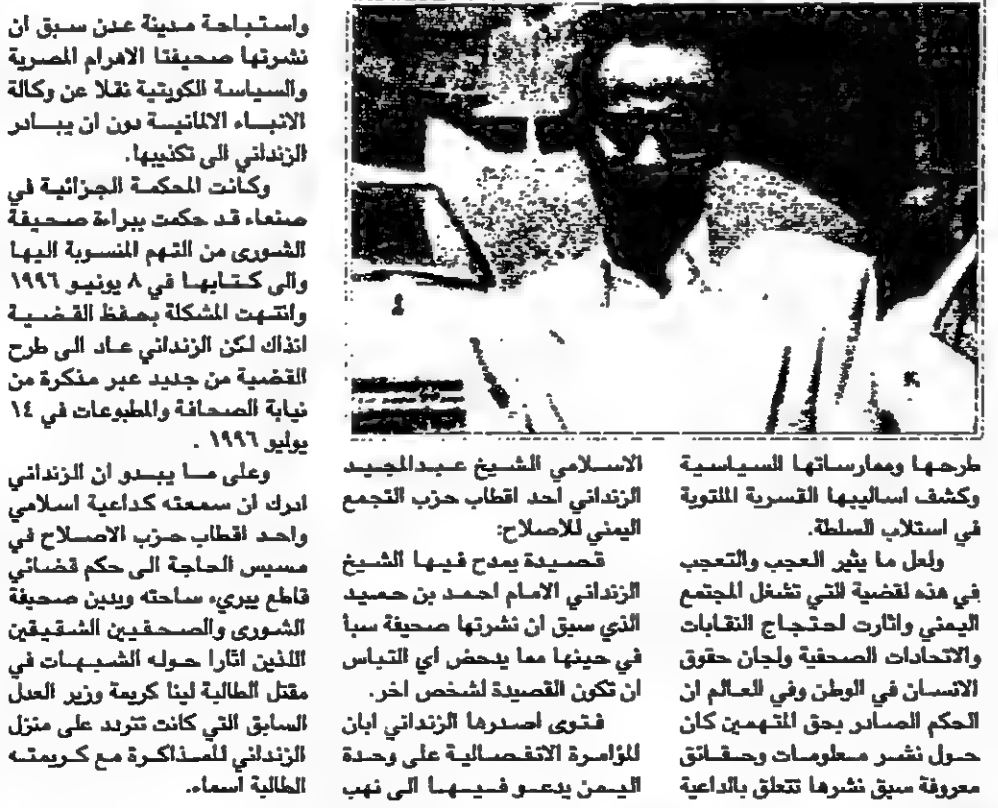 طرحها وممارساتها السياسية
وكشف اساليبها القسرية الملتوية
في استلاب السلطة.
ولعل ما يثير العجب والتعجب
في هذه لقضية التي تشغل المجتمع
اليمني واثارت احتجاج النقابات
والاتحادات الصحفية ولجان حقوق
الانسان في الوطن وفي العالم ان
الحكم الصادر بحق المتهمين كان
حول نشر معلومات وحقائق
معروفة سبق نشرها تتعلق بالداعية
الاسلامي الشيخ عبدالمجيد
الزنداني احد اقطاب حزب التجمع
اليمني للاصلاح:
قصيدة يمدح فيها الشيخ
الزنداني الامام احمد بن حميد
الذي سبق ان نشرتها صحيفة سبأ
في حينها مما يدحض أي التباس
ان تكون القصيدة لشخص اخر.
فتوى اصدرها الزنداني ابان
للؤامرة الانفصالية على وحدة
اليمن يدعو فيها الى نهب
واستباحة مدينة عدن سبق ان
نشرتها صحيفتا الاهرام المصرية
والسياسة الكويتية نقلا عن وكالة
الانباء الالمانية دون ان يبادر
الزنداني الى تكذيبها.
وكانت المحكمة الجزائية في
صنعاء قد حكمت ببراءة صحيفة
الشورى من التهم المنسوبة اليها
والى كتابها في ٨ يونيو ١٩٩٦
وانتهت المشكلة بحفظ القضية
انذاك لكن الزنداني عاد الى طرح
القضية من جديد عبر مذكرة من
نيابة الصحافة والمطبوعات في ١٤
يوليو ١٩٩٦ .
وعلى ما يبدو ان الزنداني
ادرك ان سمعته كداعية اسلامي
واحد اقطاب حزب الاصلاح في
مسيس الحاجة الى حكم قضائي
قاطع يبريء ساحته ويدين صحيفة
الشورى والصحفيين الشقيقين
اللذين اثارا حوله الشبهات في
مقتل الطالبة لينا كريمة وزير العدل
السابق التي كانت تتردد على منزل
الزنداني للمذاكرة مع كريمته
الطالبة أسماء.